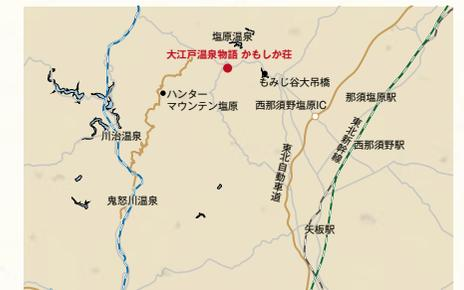 塩原温泉
大江戸温泉物語 かもしか荘
もみじ谷大吊橋
ハンター
マウンテン塩原
西那須野塩原IC
那須塩原駅
川治温泉
東北新幹線
西那須野駅
東北自動車道
鬼怒川温泉
矢板駅